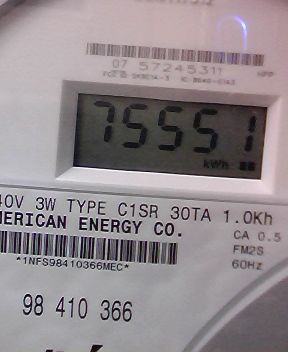 07 57245311
75551
kWh
40V 3W TYPE C1SR 30TA 1.0Kh
MERICAN ENERGY CO.
CA 0.5
FM2S
*1NFS98410366MEC*
60Hz
98 410 366